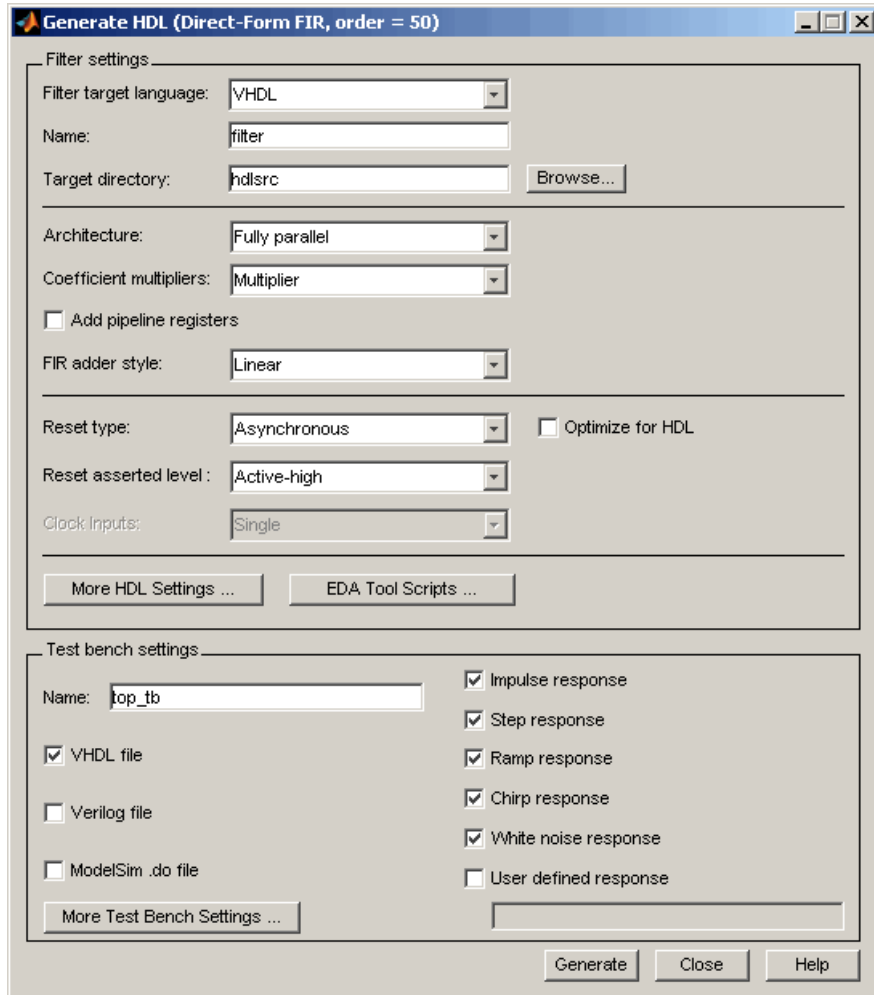 Generate HDL (Direct-Form FIR, order = 50)
Filter settings
Filter target language: VHDL
Name: filter
Target directory: hdlsrc Browse...
Architecture: Fully parallel
Coefficient multipliers: Multiplier
Add pipeline registers
FIR adder style: Linear
Reset type: Asynchronous Optimize for HDL
Reset asserted level : Active-high
Clock Inputs: Single
More HDL Settings ... EDA Tool Scripts ...
Test bench settings
Name: top_tb
VHDL file
Verilog file
ModelSim .do file
More Test Bench Settings ...
Impulse response
Step response
Ramp response
Chirp response
White noise response
User defined response
Generate Close Help